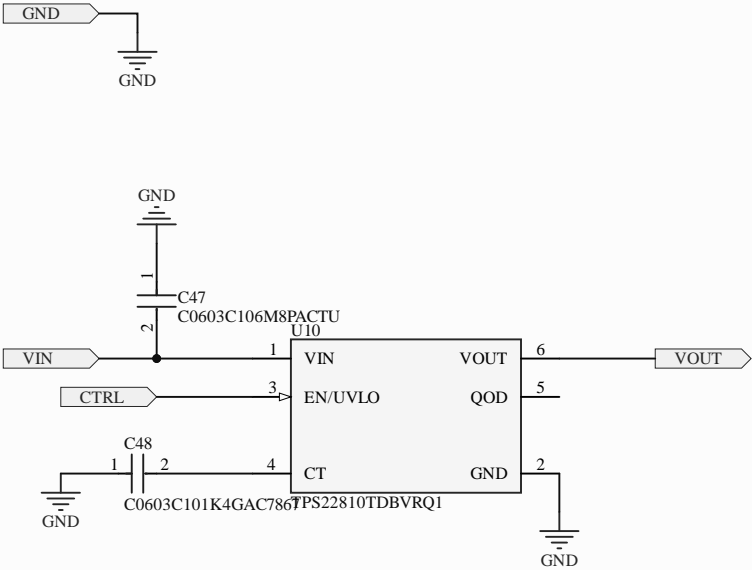 GND
GND
GND
1
C47
C0603C106M8PACTU
2
U10
VIN
1
VIN
VOUT
6
VOUT
CTRL
3
EN/UVLO
QOD
5
C48
1
2
4
CT
GND
2
C0603C101K4GAC7867
TPS22810TDBVRQ1
GND
GND